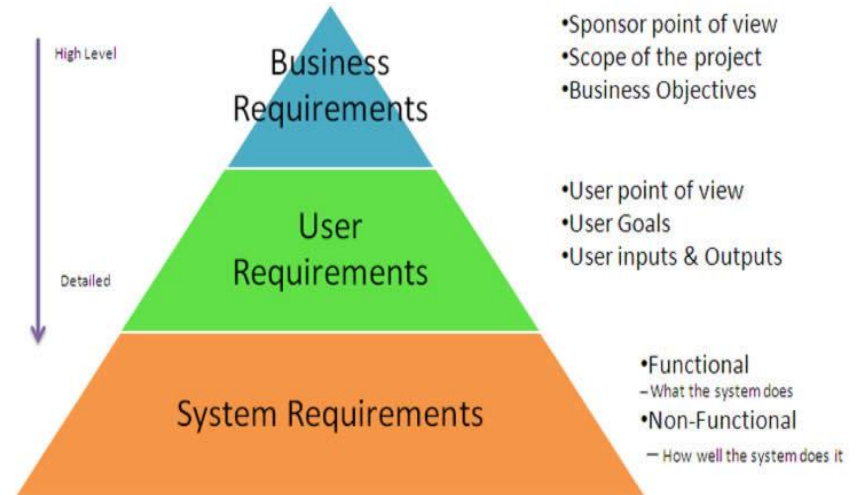 High Level
Business
Requirements
•Sponsor point of view
•Scope of the project
•Business Objectives
User
Requirements
•User point of view
•User Goals
•User inputs & Outputs
Detailed
System Requirements
•Functional
– What the system does
•Non-Functional
— How well the system does it